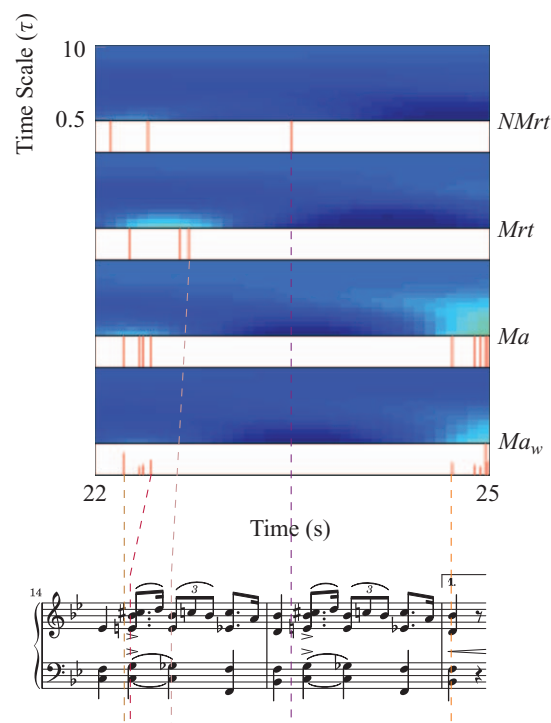 Time Scale (τ)
10
0.5
NMrt
Mrt
Ma
Ma_w
22
25
Time (s)
14
3
3
1.